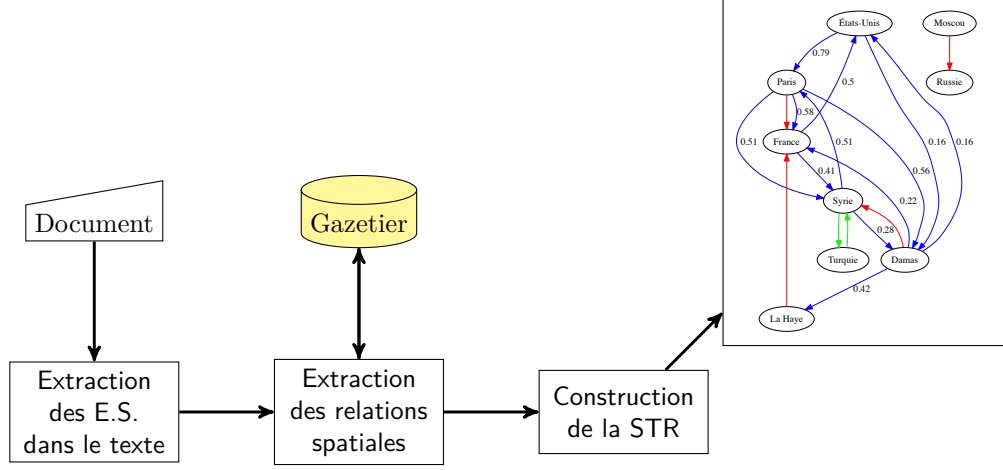 États-Unis
Moscou
0.79
Paris
0.5
Russie
0.58
0.51
France
0.51
0.16
0.16
0.41
0.56
Document
Gazetier
Syrie
0.22
0.28
Turquie
Damas
0.42
La Haye
Extraction
des E.S.
dans le texte
Extraction
des relations
spatiales
Construction
de la STR